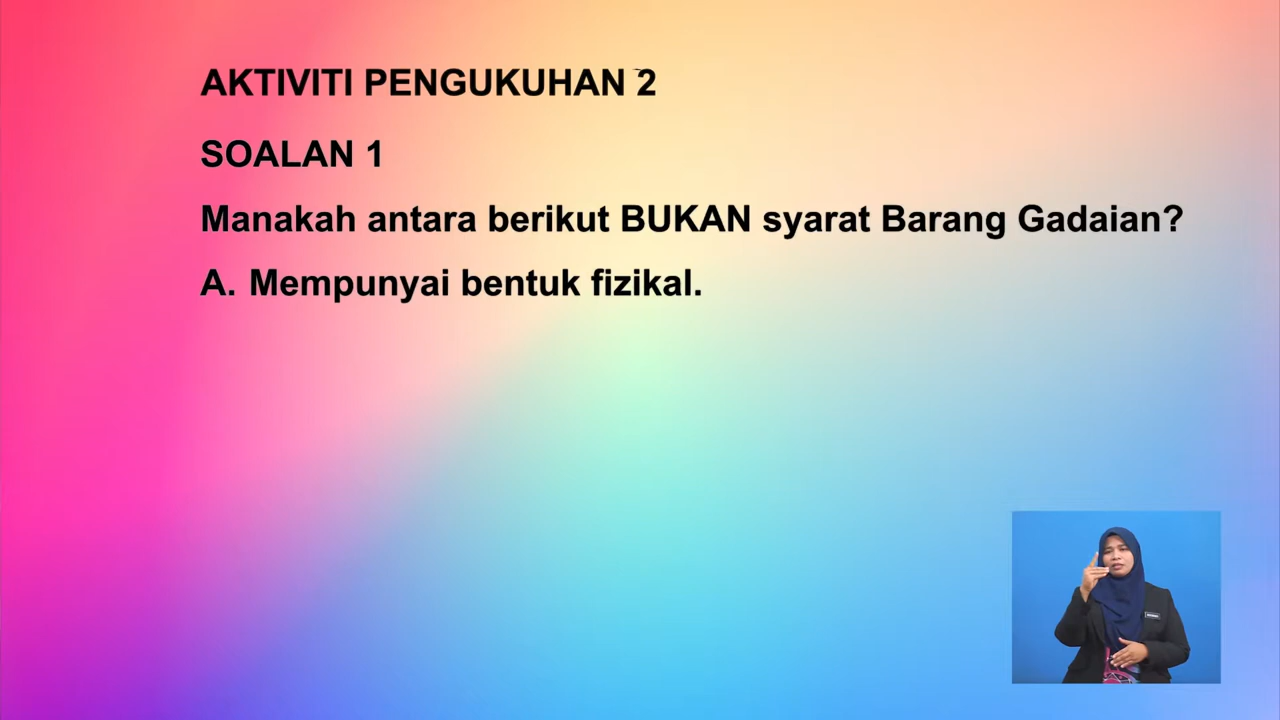 AKTIVITI PENGUKUHAN 2
SOALAN 1
Manakah antara berikut BUKAN syarat Barang Gadaian?
A. Mempunyai bentuk fizikal.